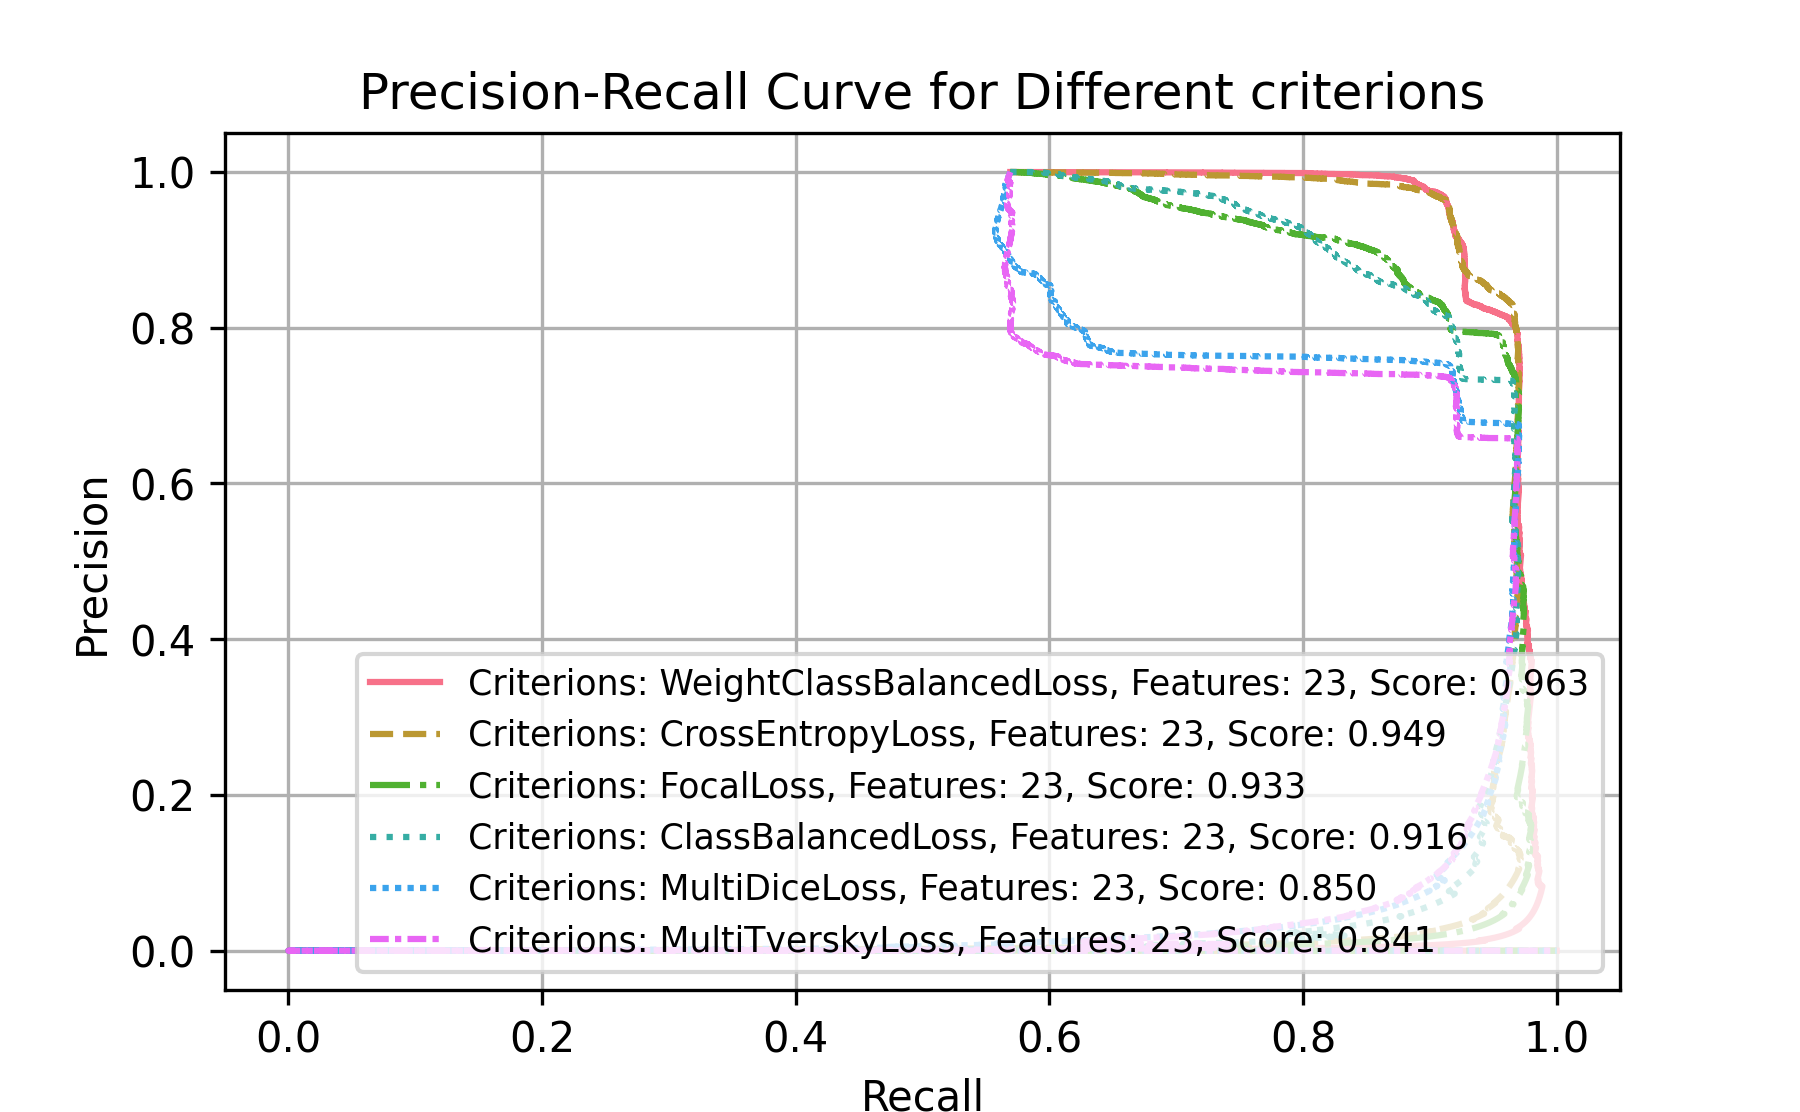 Precision-Recall Curve for Different criterions
1.0
0.8
0.6
0.4
0.2
0.0
Precision
Criterions: WeightClassBalancedLoss, Features: 23, Score: 0.963
Criterions: CrossEntropyLoss, Features: 23, Score: 0.949
Criterions: FocalLoss, Features: 23, Score: 0.933
Criterions: ClassBalancedLoss, Features: 23, Score: 0.916
Criterions: MultiDiceLoss, Features: 23, Score: 0.850
Criterions: MultiTverskyLoss, Features: 23, Score: 0.841
0.0 0.2 0.4 0.6 0.8 1.0
Recall